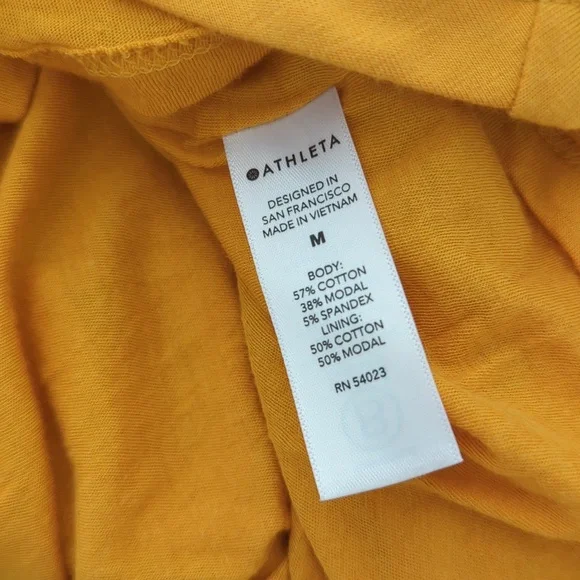 ATHLETA
DESIGNED IN
SAN FRANCISCO
MADE IN VIETNAM
M
BODY:
57% COTTON
38% MODAL
5% SPANDEX
LINING:
50% COTTON
50% MODAL
RN 54023